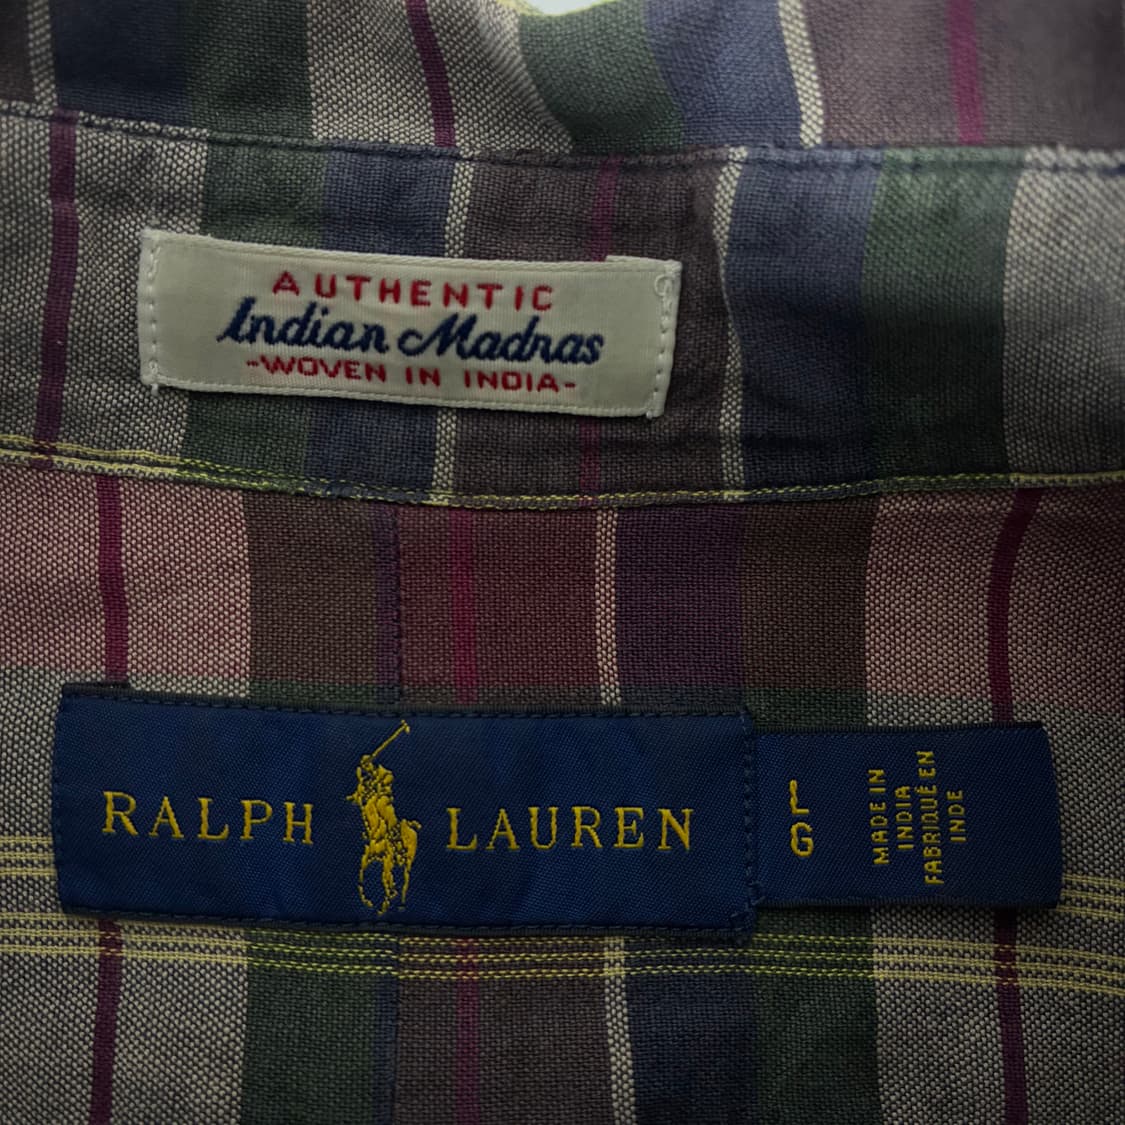 AUTHENTIC
Indian Madras
-WOVEN IN INDIA-
RALPH LAUREN
L
G
MADE IN
INDIA
FABRIQUÉ EN
INDE